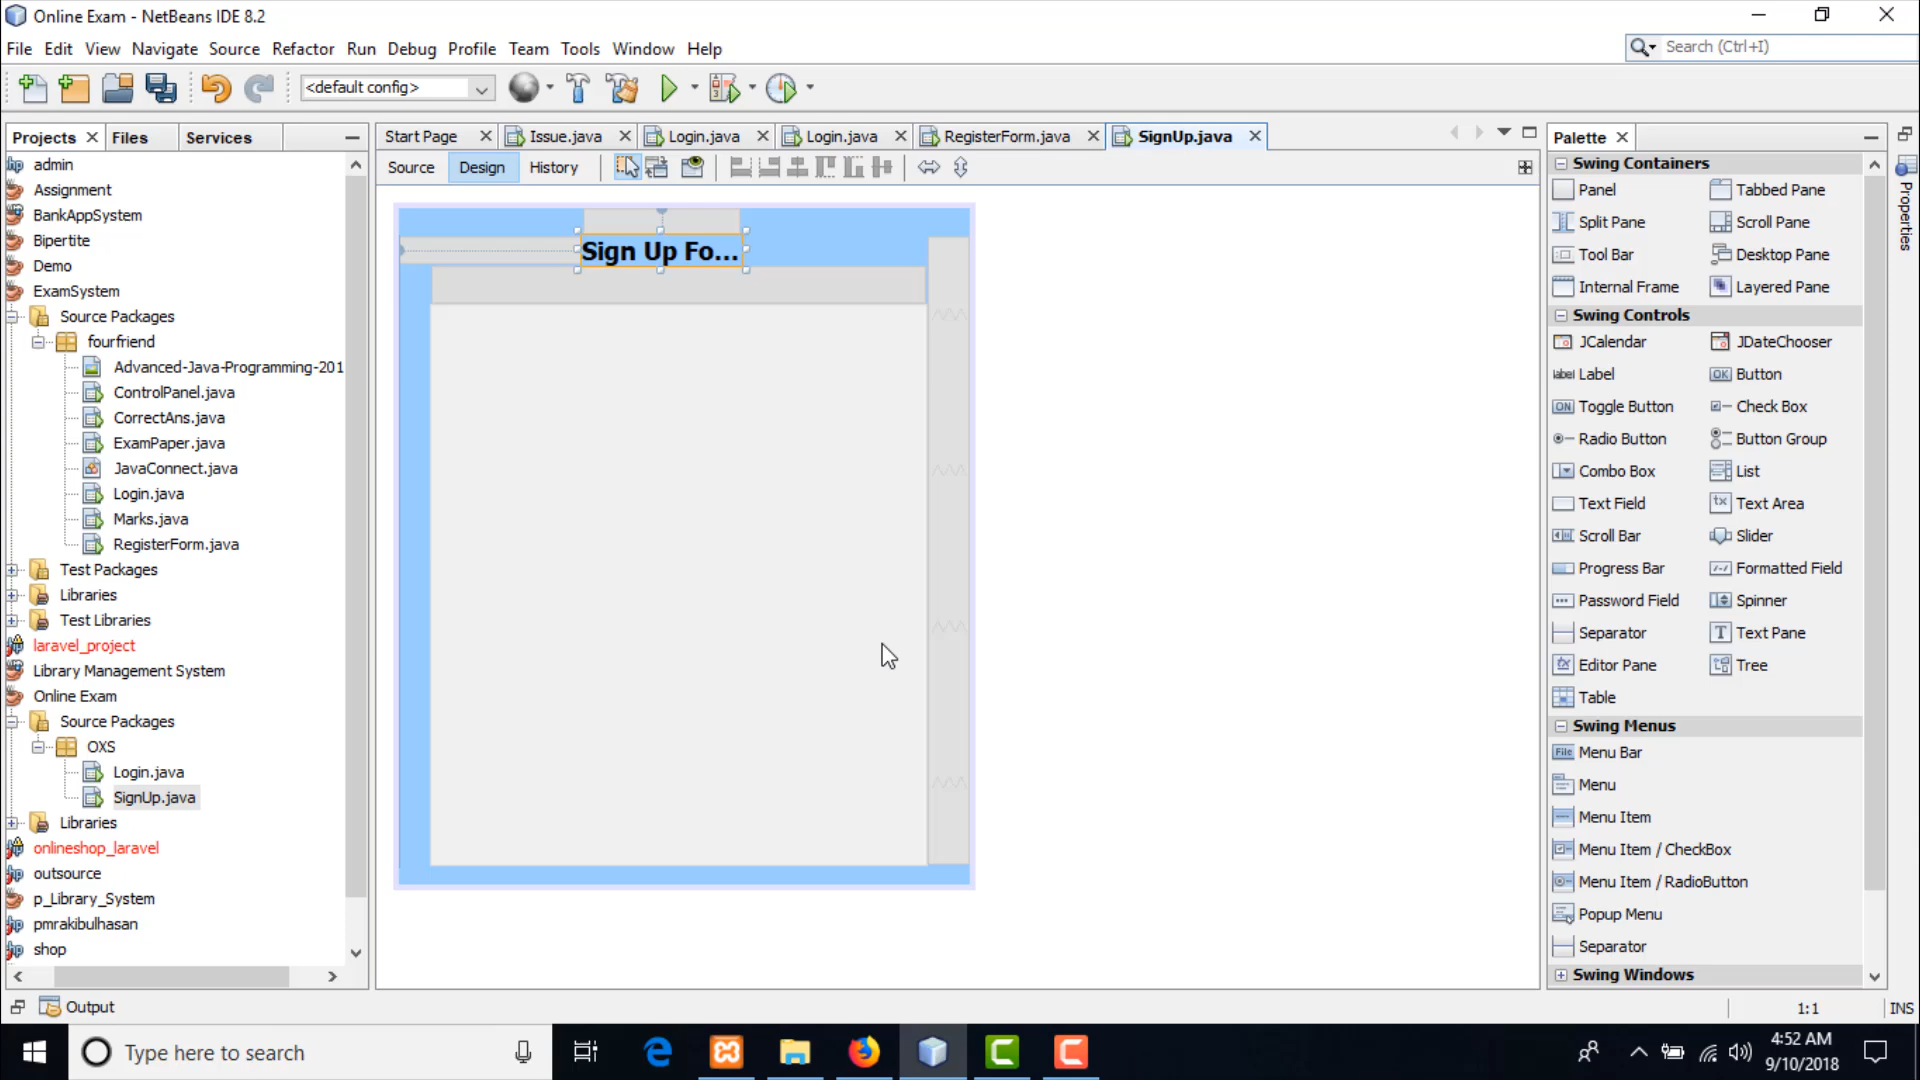 Online Exam - NetBeans IDE 8.2
File Edit View Navigate Source Refactor Run Debug Profile Team Tools Window Help
Search (Ctrl+I)
<default config>
Projects Files Services
Start Page Issue.java Login.java Login.java RegisterForm.java SignUp.java
Source Design History
Palette
Properties
admin
Assignment
BankAppSystem
Bipertite
Demo
ExamSystem
Source Packages
fourfriend
Advanced-Java-Programming-201
ControlPanel.java
CorrectAns.java
ExamPaper.java
JavaConnect.java
Login.java
Marks.java
RegisterForm.java
Test Packages
Libraries
Test Libraries
laravel_project
Library Management System
Online Exam
Source Packages
OXS
Login.java
SignUp.java
Libraries
onlineshop_laravel
outsource
p_Library_System
pmrakibulhasan
shop
Sign Up Fo...
Swing Containers
Panel Tabbed Pane
Split Pane Scroll Pane
Tool Bar Desktop Pane
Internal Frame Layered Pane
Swing Controls
JCalendar JDateChooser
label Label OK Button
ON Toggle Button Check Box
Radio Button Button Group
Combo Box List
Text Field Text Area
Scroll Bar Slider
Progress Bar Formatted Field
Password Field Spinner
Separator Text Pane
Editor Pane Tree
Table
Swing Menus
File Menu Bar
Menu
Menu Item
Menu Item / CheckBox
Menu Item / RadioButton
Popup Menu
Separator
Swing Windows
Output
1:1 INS
Type here to search
4:52 AM
9/10/2018